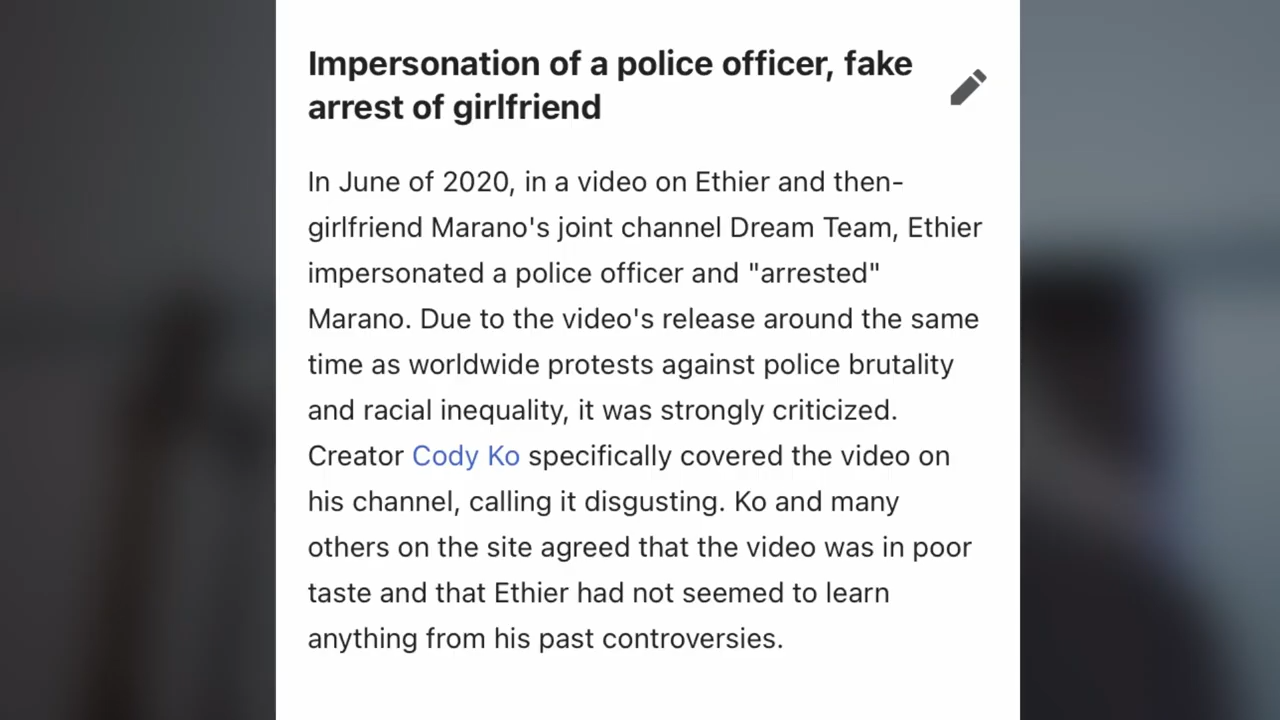 Impersonation of a police officer, fake
arrest of girlfriend
In June of 2020, in a video on Ethier and then-
girlfriend Marano's joint channel Dream Team, Ethier
impersonated a police officer and "arrested"
Marano. Due to the video's release around the same
time as worldwide protests against police brutality
and racial inequality, it was strongly criticized.
Creator Cody Ko specifically covered the video on
his channel, calling it disgusting. Ko and many
others on the site agreed that the video was in poor
taste and that Ethier had not seemed to learn
anything from his past controversies.